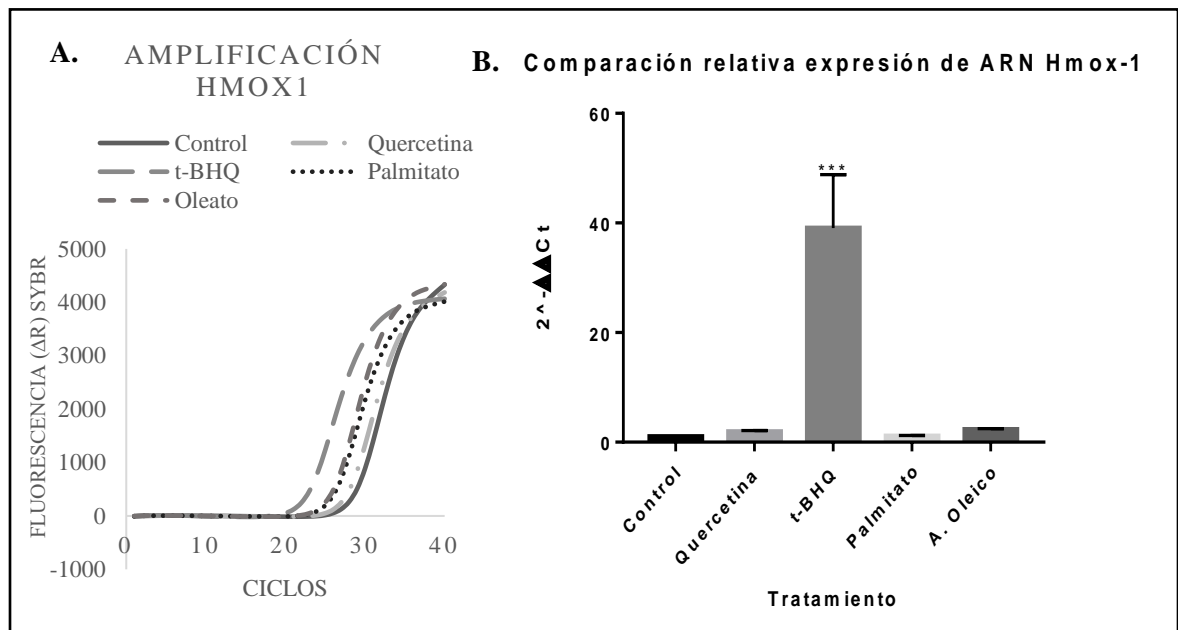 A.
AMPLIFICACIÓN
HMOX1
Control
Quercetina
t-BHQ
Palmitato
Oleato
FLUORESCENCIA (ΔR) SYBR
5000
4000
3000
2000
1000
0
-1000
0
10
20
30
40
CICLOS
B. Comparación relativa expresión de ARN Hmox-1
2^-▲▲Ct
60
40
20
0
***
Control
Quercetina
t-BHQ
Palmitato
A. Oleico
Tratamiento